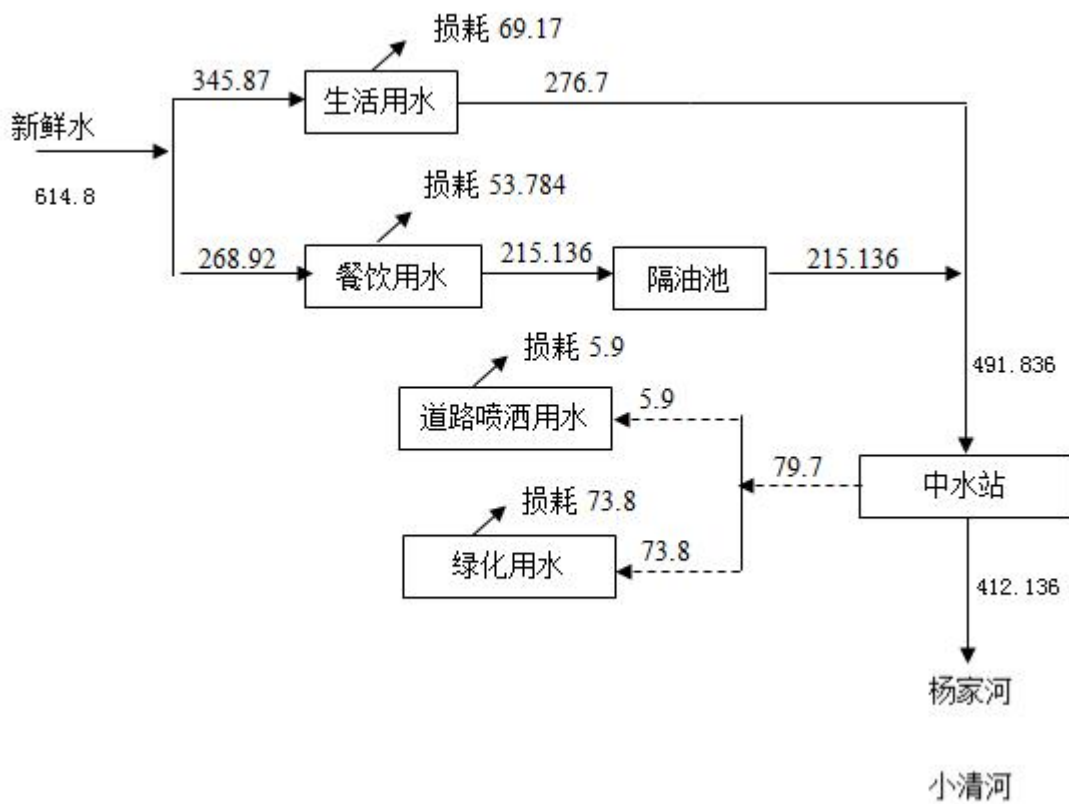 损耗 69.17
345.87
生活用水
276.7
新鲜水
614.8
损耗 53.784
268.92
餐饮用水
215.136
隔油池
215.136
损耗 5.9
491.836
道路喷洒用水
5.9
79.7
中水站
损耗 73.8
绿化用水
73.8
412.136
杨家河
小清河